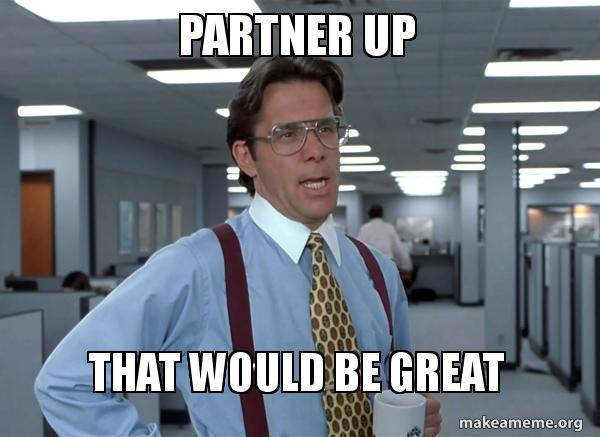 PARTNER UP
THAT WOULD BE GREAT
makeameme.org